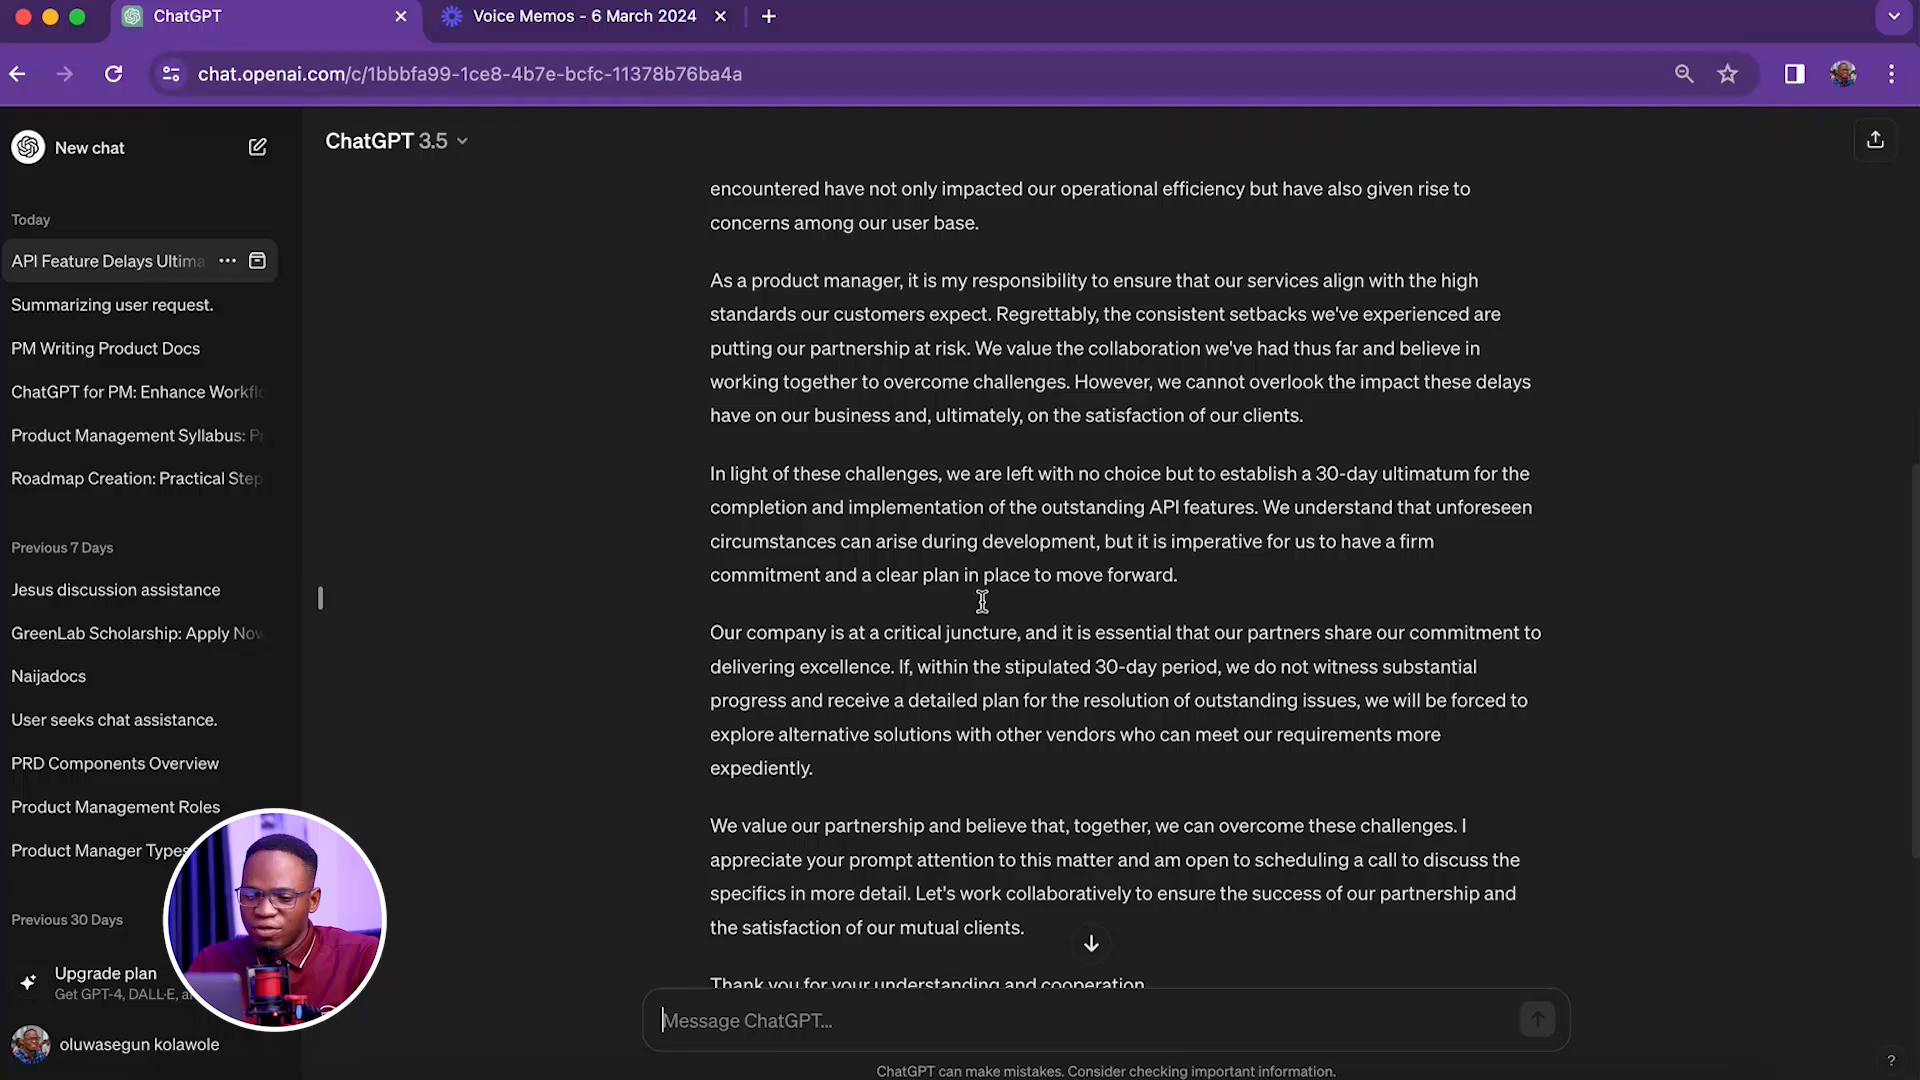 ChatGPT
Voice Memos - 6 March 2024
chat.openai.com/c/1bbbfa99-1ce8-4b7e-bcfc-11378b76ba4a
New chat
Today
API Feature Delays Ultima
Summarizing user request.
PM Writing Product Docs
ChatGPT for PM: Enhance Workflo
Product Management Syllabus: Pr
Roadmap Creation: Practical Step
Previous 7 Days
Jesus discussion assistance
GreenLab Scholarship: Apply Now
Naijadocs
User seeks chat assistance.
PRD Components Overview
Product Management Roles
Product Manager Types
Previous 30 Days
Upgrade plan
Get GPT-4, DALL·E, a
oluwasegun kolawole
ChatGPT 3.5
encountered have not only impacted our operational efficiency but have also given rise to
concerns among our user base.
As a product manager, it is my responsibility to ensure that our services align with the high
standards our customers expect. Regrettably, the consistent setbacks we've experienced are
putting our partnership at risk. We value the collaboration we've had thus far and believe in
working together to overcome challenges. However, we cannot overlook the impact these delays
have on our business and, ultimately, on the satisfaction of our clients.
In light of these challenges, we are left with no choice but to establish a 30-day ultimatum for the
completion and implementation of the outstanding API features. We understand that unforeseen
circumstances can arise during development, but it is imperative for us to have a firm
commitment and a clear plan in place to move forward.
Our company is at a critical juncture, and it is essential that our partners share our commitment to
delivering excellence. If, within the stipulated 30-day period, we do not witness substantial
progress and receive a detailed plan for the resolution of outstanding issues, we will be forced to
explore alternative solutions with other vendors who can meet our requirements more
expediently.
We value our partnership and believe that, together, we can overcome these challenges. I
appreciate your prompt attention to this matter and am open to scheduling a call to discuss the
specifics in more detail. Let's work collaboratively to ensure the success of our partnership and
the satisfaction of our mutual clients.
Thank you for your understanding and cooperation
Message ChatGPT...
ChatGPT can make mistakes. Consider checking important information.
?